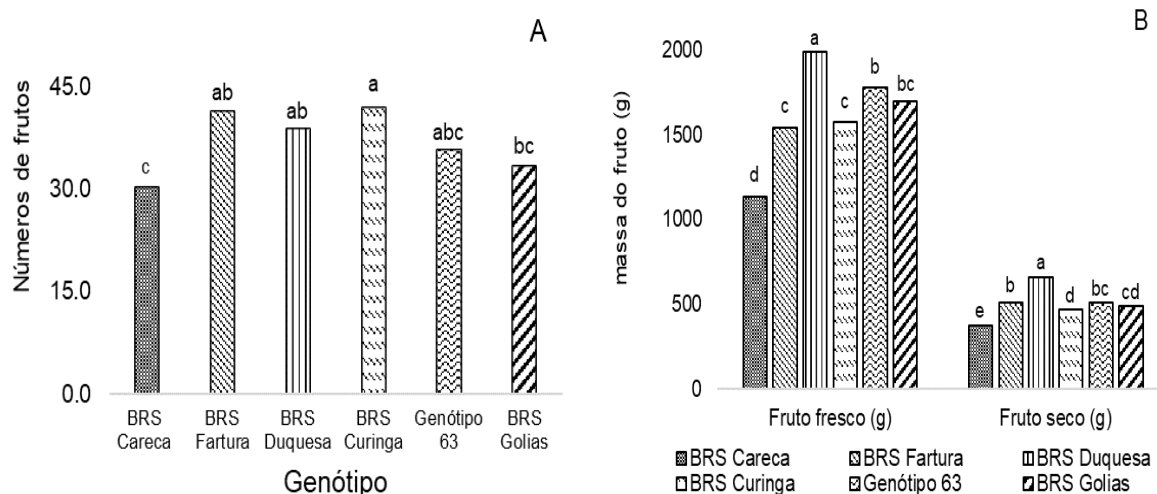 A
Números de frutos
45.0
30.0
15.0
0.0
c
ab
ab
a
abc
bc
BRS Careca
BRS Fartura
BRS Duquesa
BRS Curinga
Genótipo 63
BRS Golias
Genótipo
B
massa do fruto (g)
2000
1500
1000
500
0
d
c
a
c
b
bc
e
b
a
d
bc
cd
Fruto fresco (g)
Fruto seco (g)
BRS Careca
BRS Fartura
BRS Duquesa
BRS Curinga
Genótipo 63
BRS Golias